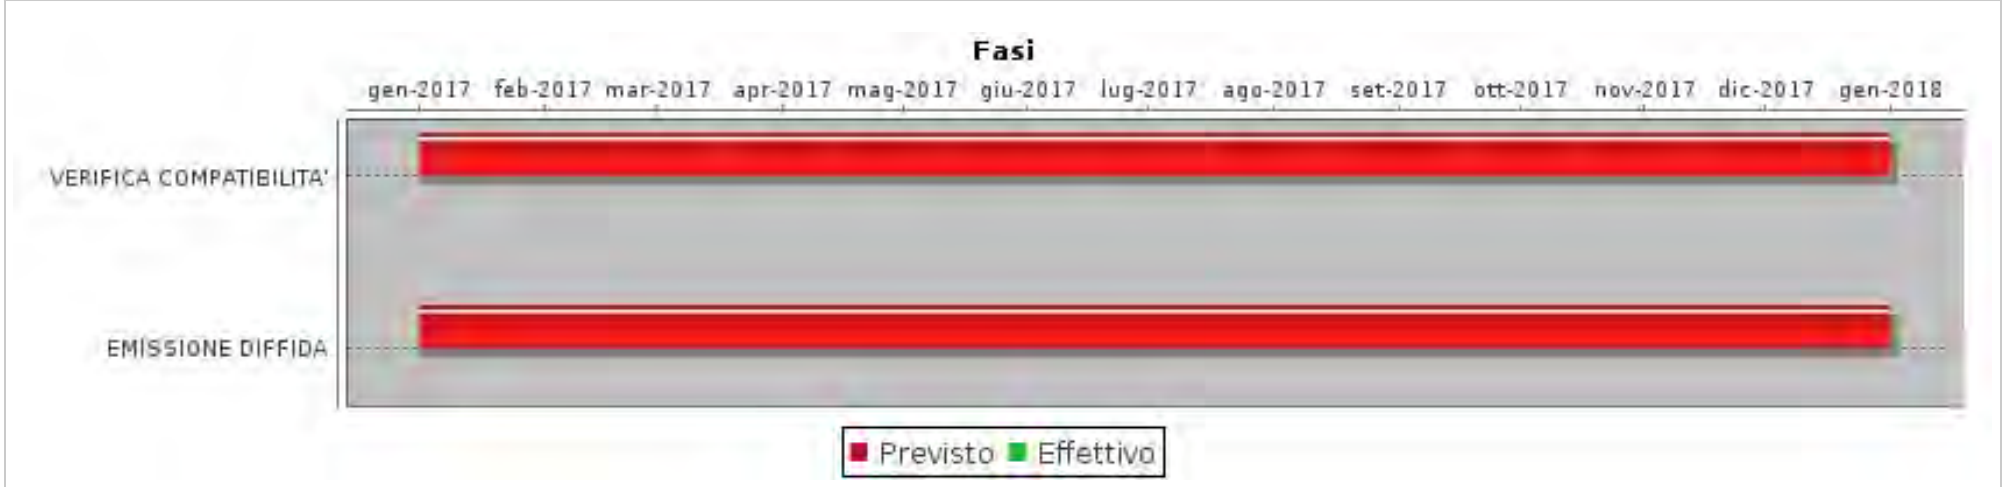 Fasi
gen-2017 feb-2017 mar-2017 apr-2017 mag-2017 giu-2017 lug-2017 ago-2017 set-2017 ott-2017 nov-2017 dic-2017 gen-2018
VERIFICA COMPATIBILITA'
EMISSIONE DIFFIDA
Previsto Effettivo